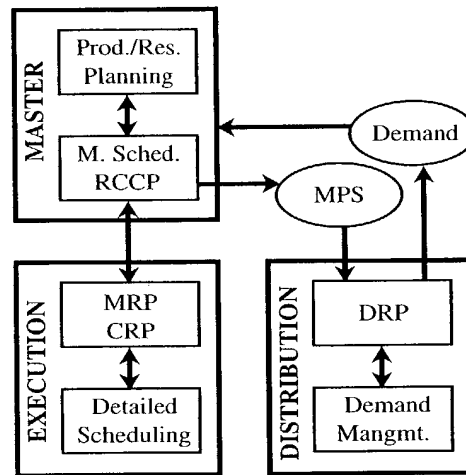 MASTER
Prod./Res.
Planning
M. Sched.
RCCP
Demand
MPS
EXECUTION
MRP
CRP
Detailed
Scheduling
DISTRIBUTION
DRP
Demand
Mangmt.